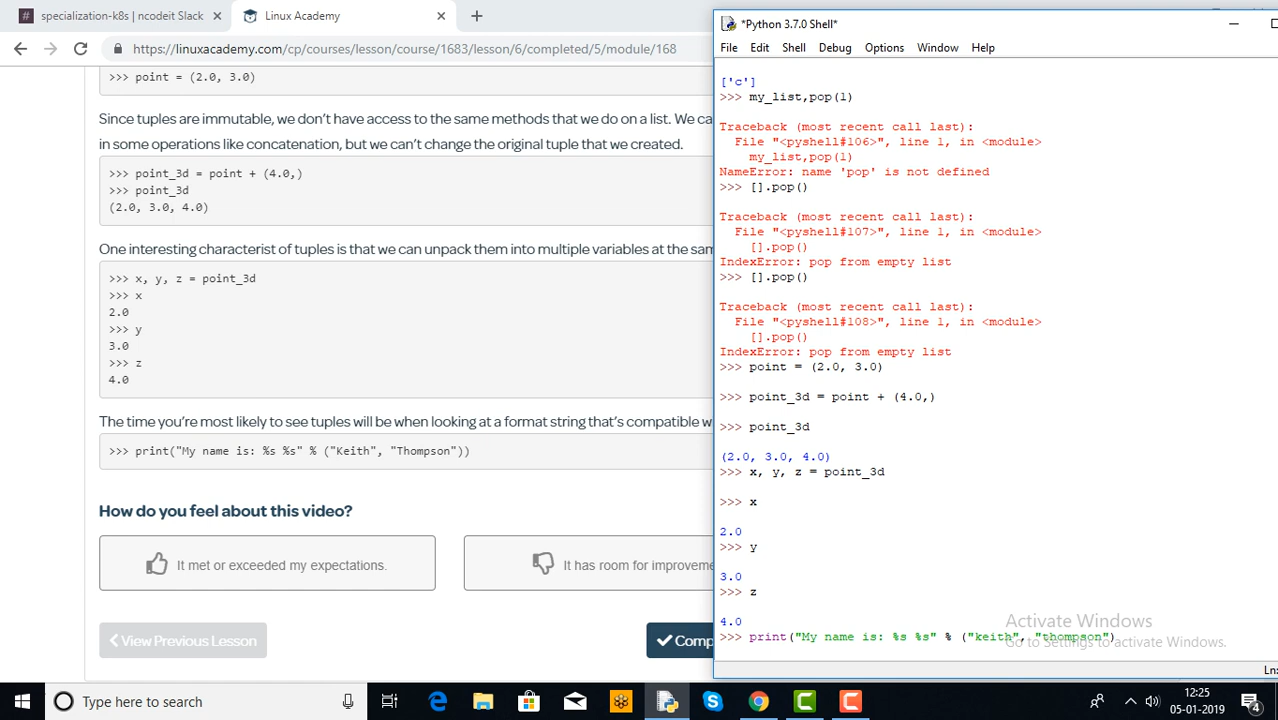 specialization-k8s | ncodeit Slack
Linux Academy
https://linuxacademy.com/cp/courses/lesson/course/1683/lesson/6/completed/5/module/168
>>> point = (2.0, 3.0)
Since tuples are immutable, we don't have access to the same methods that we do on a list. We ca
in some operations like concatenation, but we can't change the original tuple that we created.
>>> point_3d = point + (4.0,)
>>> point_3d
(2.0, 3.0, 4.0)
One interesting characterist of tuples is that we can unpack them into multiple variables at the sam
>>> x, y, z = point_3d
>>> x
2.0
>>> y
3.0
>>> z
4.0
The time you're most likely to see tuples will be when looking at a format string that's compatible w
>>> print("My name is: %s %s" % ("Keith", "Thompson"))
How do you feel about this video?
It met or exceeded my expectations.
It has room for improveme
View Previous Lesson
Comp
*Python 3.7.0 Shell*
File Edit Shell Debug Options Window Help
['c']
>>> my_list,pop(1)
Traceback (most recent call last):
File "<pyshell#106>", line 1, in <module>
my_list,pop(1)
NameError: name 'pop' is not defined
>>> [].pop()
Traceback (most recent call last):
File "<pyshell#107>", line 1, in <module>
[].pop()
IndexError: pop from empty list
>>> [].pop()
Traceback (most recent call last):
File "<pyshell#108>", line 1, in <module>
[].pop()
IndexError: pop from empty list
>>> point = (2.0, 3.0)
>>> point_3d = point + (4.0,)
>>> point_3d
(2.0, 3.0, 4.0)
>>> x, y, z = point_3d
>>> x
2.0
>>> y
3.0
>>> z
4.0
>>> print("My name is: %s %s" % ("keith", "thompson")
Activate Windows
Go to Settings to activate Windows.
Ln:
Type here to search
12:25
05-01-2019
4